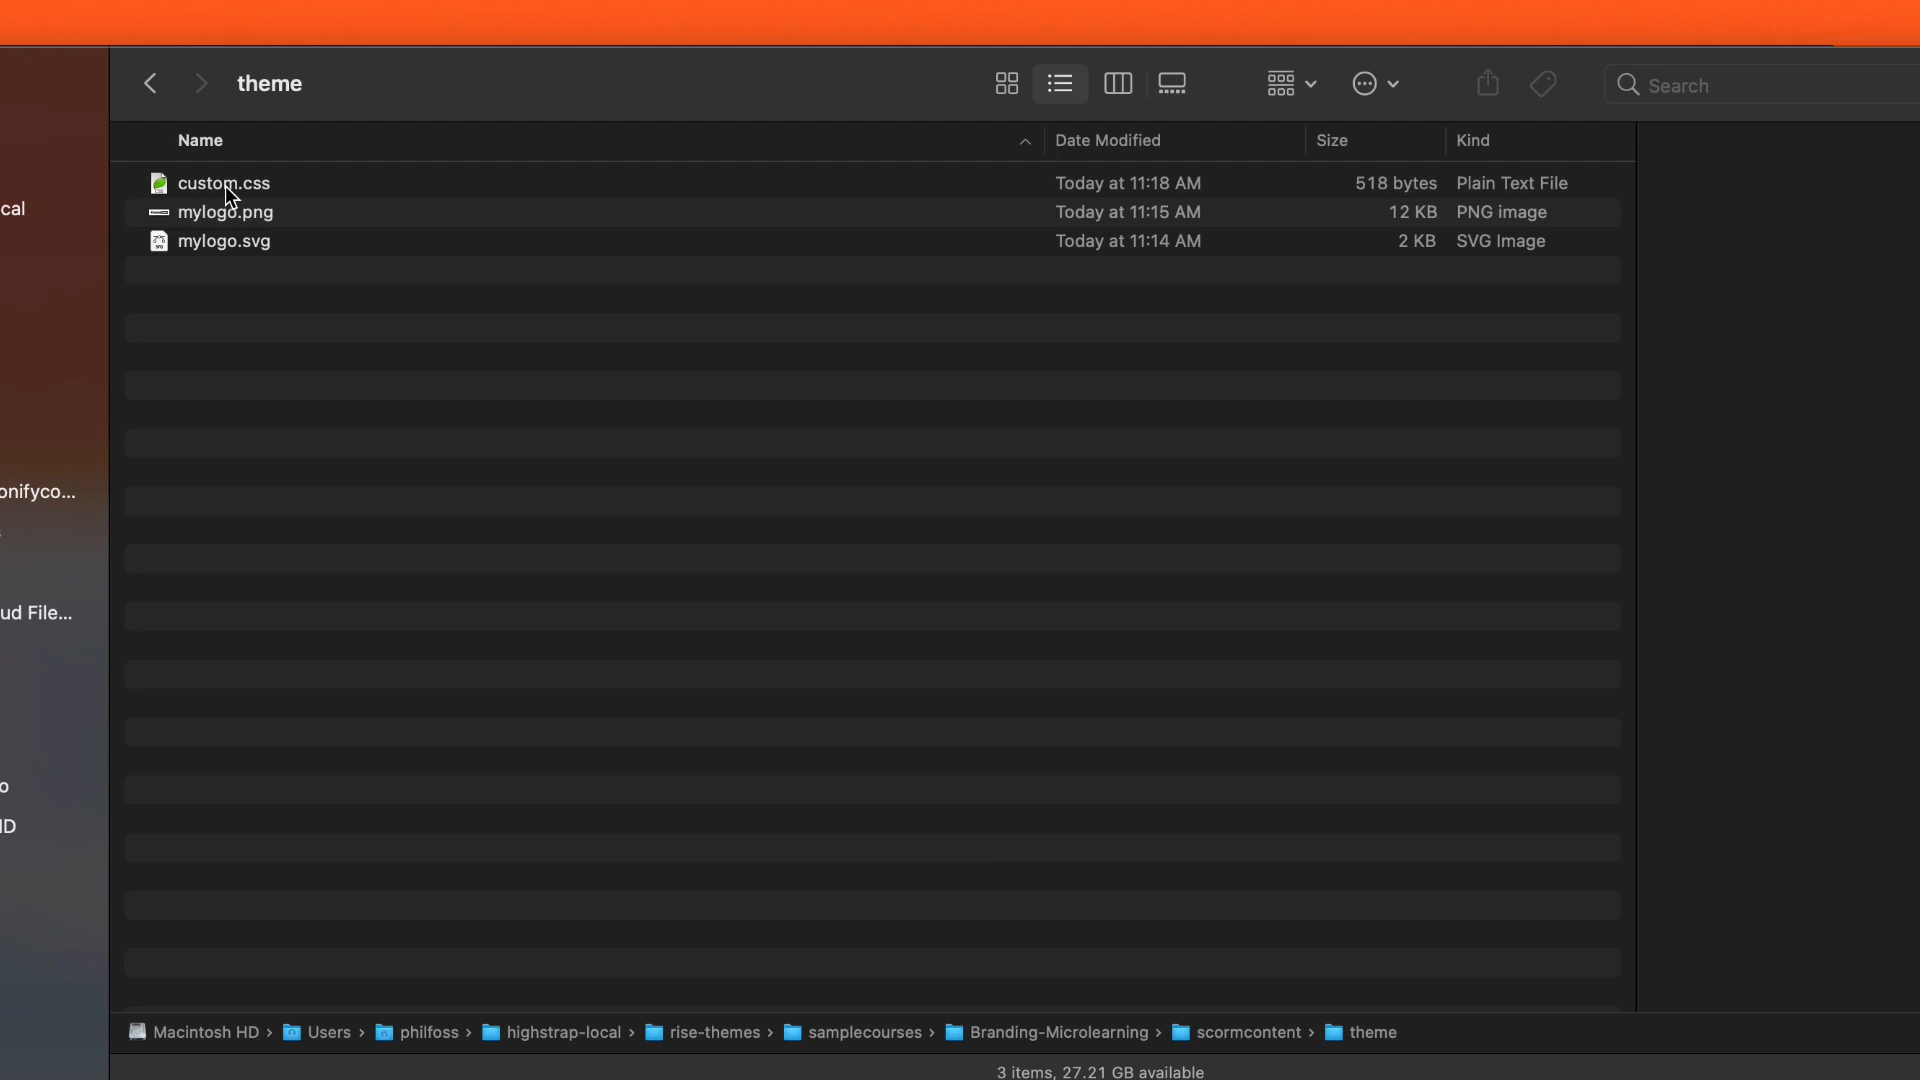 theme
Search
Name Date Modified Size Kind
custom.css Today at 11:18 AM 518 bytes Plain Text File
mylogo.png Today at 11:15 AM 12 KB PNG image
mylogo.svg Today at 11:14 AM 2 KB SVG Image
cal
onifyco...
ud File...
o
ID
Macintosh HD › Users › philfoss › highstrap-local › rise-themes › samplecourses › Branding-Microlearning › scormcontent › theme
3 items, 27.21 GB available